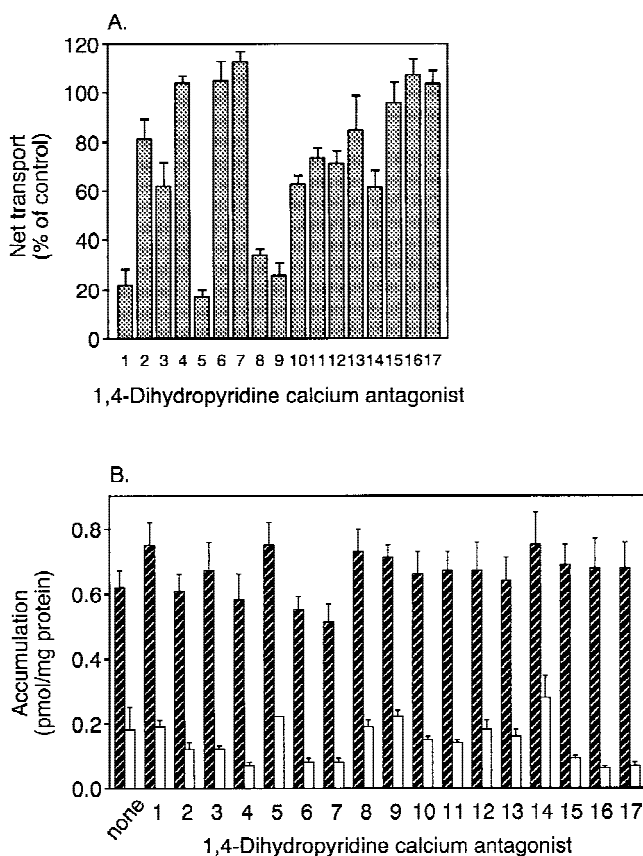 A.
Net transport
(% of control)
120
100
80
60
40
20
0
1 2 3 4 5 6 7 8 9 10 11 12 13 14 15 16 17
1,4-Dihydropyridine calcium antagonist
B.
Accumulation
(pmol/mg protein)
0.8
0.6
0.4
0.2
0.0
none 1 2 3 4 5 6 7 8 9 10 11 12 13 14 15 16 17
1,4-Dihydropyridine calcium antagonist